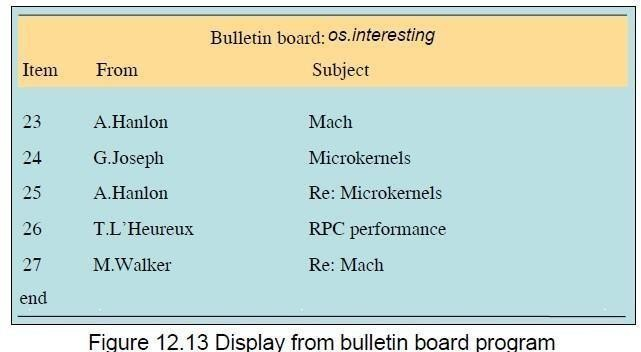 Bulletin board: os.interesting
Item From Subject
23 A.Hanlon Mach
24 G.Joseph Microkernels
25 A.Hanlon Re: Microkernels
26 T.L’Heureux RPC performance
27 M.Walker Re: Mach
end
Figure 12.13 Display from bulletin board program